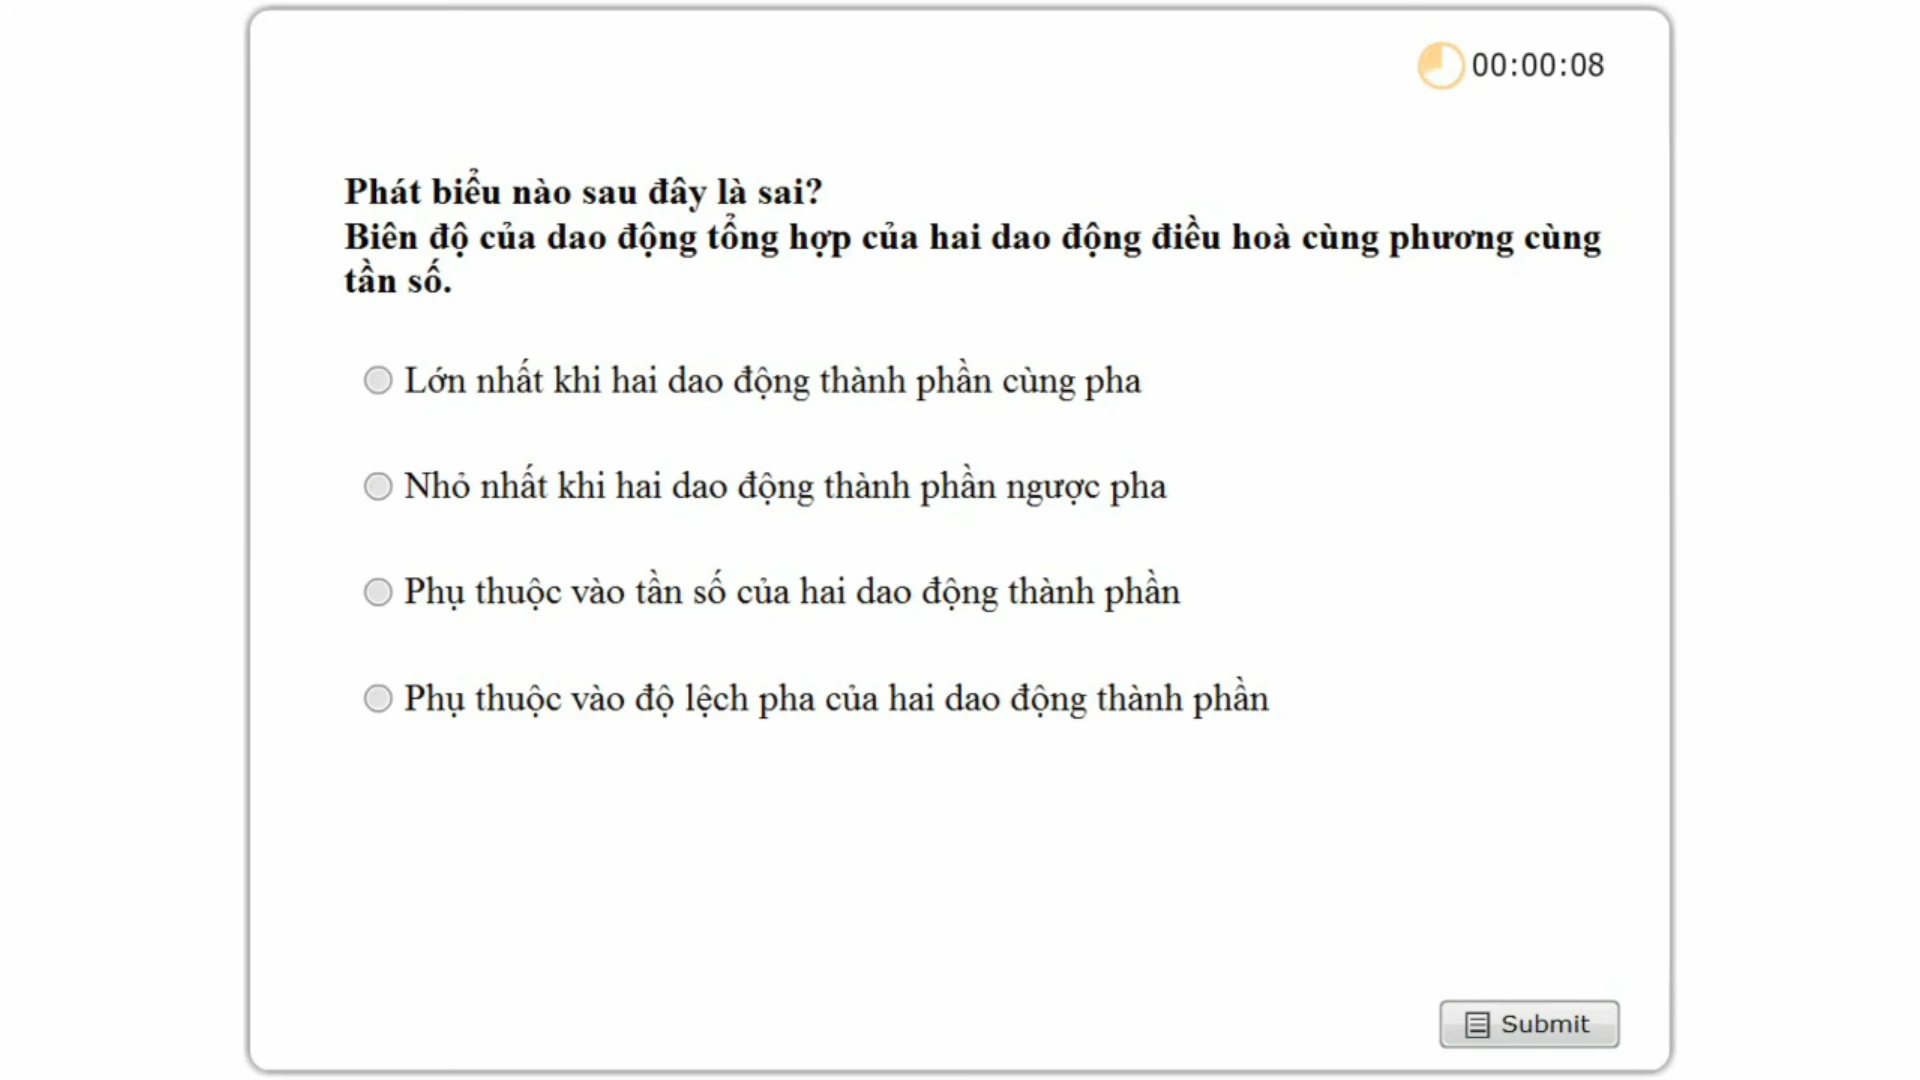 00:00:08
Phát biểu nào sau đây là sai?
Biên độ của dao động tổng hợp của hai dao động điều hoà cùng phương cùng
tần số.
Lớn nhất khi hai dao động thành phần cùng pha
Nhỏ nhất khi hai dao động thành phần ngược pha
Phụ thuộc vào tần số của hai dao động thành phần
Phụ thuộc vào độ lệch pha của hai dao động thành phần
Submit